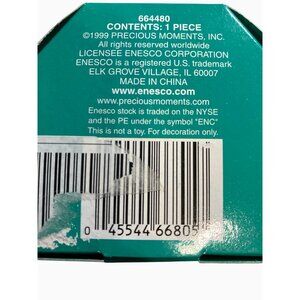 664480
CONTENTS: 1 PIECE
©1999 PRECIOUS MOMENTS, INC.
All rights reserved worldwide
LICENSEE ENESCO CORPORATION
ENESCO is a registered U.S. trademark
ELK GROVE VILLAGE, IL 60007
MADE IN CHINA
www.enesco.com
www.preciousmoments.com
Enesco stock is traded on the NYSE
and the PE under the symbol "ENC"
This is not a toy. For decoration only.
0 45544 66805